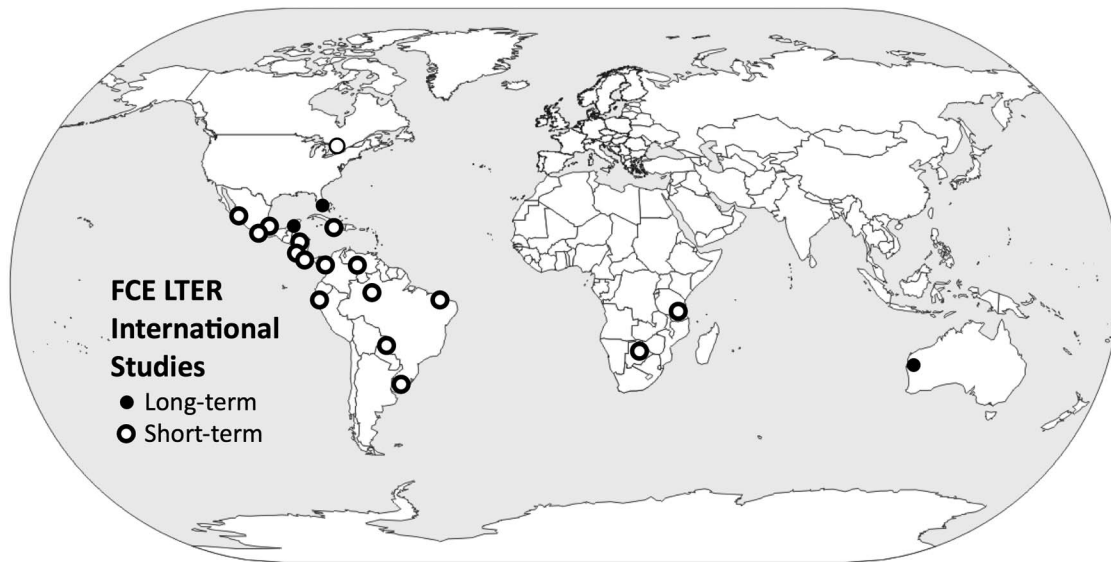 FCE LTER
International
Studies
Long-term
Short-term